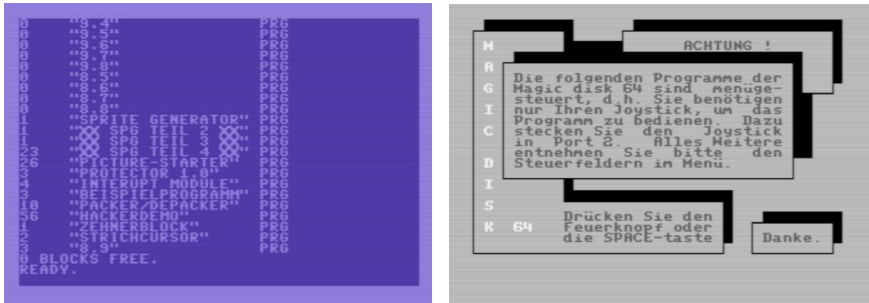 0 "9.4" PRG
0 "9.5" PRG
0 "9.6" PRG
0 "9.7" PRG
0 "9.8" PRG
0 "8.5" PRG
0 "8.6" PRG
0 "8.7" PRG
0 "8.8" PRG
1 "SPRITE GENERATOR" PRG
1 " SPG TEIL 2 " PRG
1 " SPG TEIL 3 " PRG
23 " SPG TEIL 4 " PRG
26 "PICTURE-STARTER" PRG
3 "PROTECTOR 1.0" PRG
4 "INTERUPT MODULE" PRG
3 "BEISPIELPROGRAMM" PRG
10 "PACKER/DEPACKER" PRG
56 "HACKERDEMO" PRG
1 "ZEHNERBLOCK" PRG
2 "STRICHCURSOR" PRG
3 "8.9" PRG
0 BLOCKS FREE.
READY.
MAGIC DISK 64
ACHTUNG !
Die folgenden Programme der
Magic disk 64 sind menüge-
steuert, d.h. Sie benötigen
nur Ihren Joystick, um das
Programm zu bedienen. Dazu
stecken Sie den Joystick
in Port 2. Alles Weitere
entnehmen Sie bitte den
Steuerfeldern im Menü.
Drücken Sie den
Feuerknopf oder
die SPACE-taste
Danke.